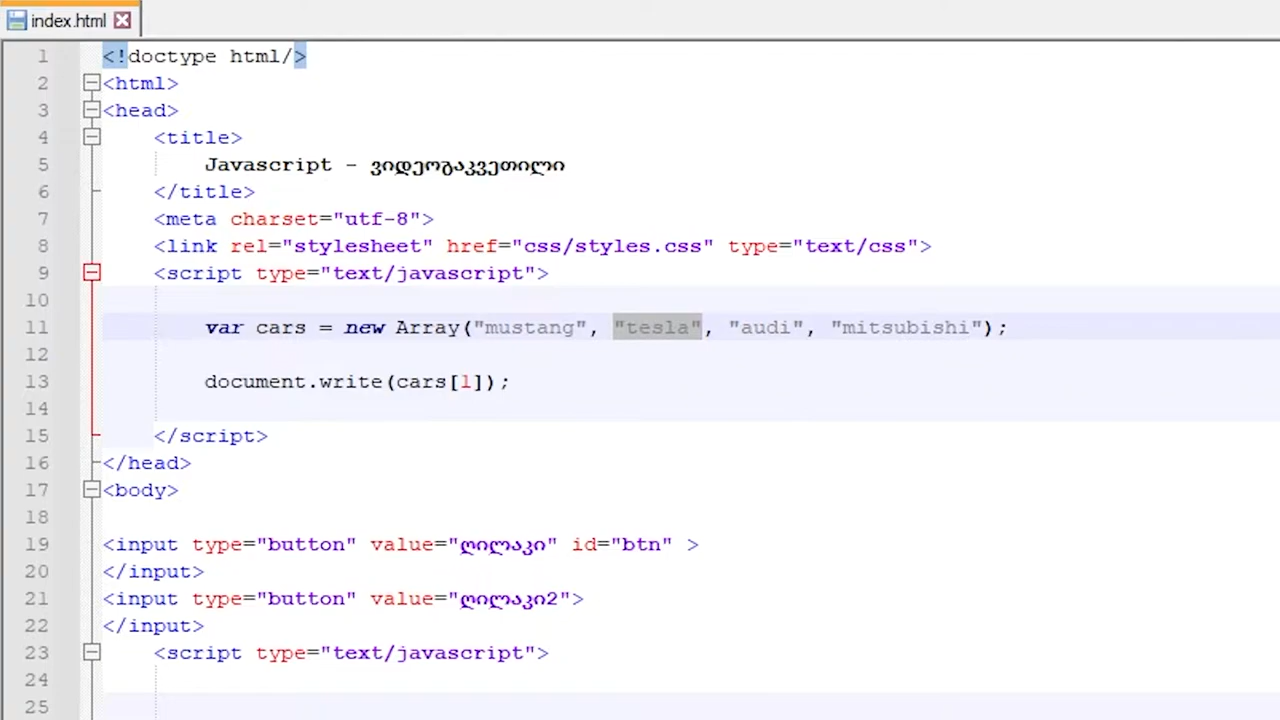 index.html
1 <!doctype html/>
2 <html>
3 <head>
4 <title>
5 Javascript - ვიდეოგაკვეთილი
6 </title>
7 <meta charset="utf-8">
8 <link rel="stylesheet" href="css/styles.css" type="text/css">
9 <script type="text/javascript">
10
11 var cars = new Array("mustang", "tesla", "audi", "mitsubishi");
12
13 document.write(cars[1]);
14
15 </script>
16 </head>
17 <body>
18
19 <input type="button" value="ღილაკი" id="btn" >
20 </input>
21 <input type="button" value="ღილაკი2">
22 </input>
23 <script type="text/javascript">
24
25